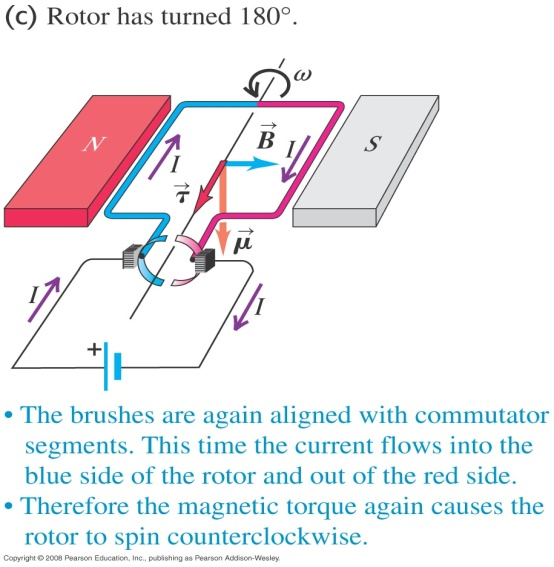 (c) Rotor has turned 180°.
ω
N
B⃗
I
S
I
τ⃗
μ⃗
I
I
+
• The brushes are again aligned with commutator
segments. This time the current flows into the
blue side of the rotor and out of the red side.
• Therefore the magnetic torque again causes the
rotor to spin counterclockwise.
Copyright © 2008 Pearson Education, Inc., publishing as Pearson Addison-Wesley.